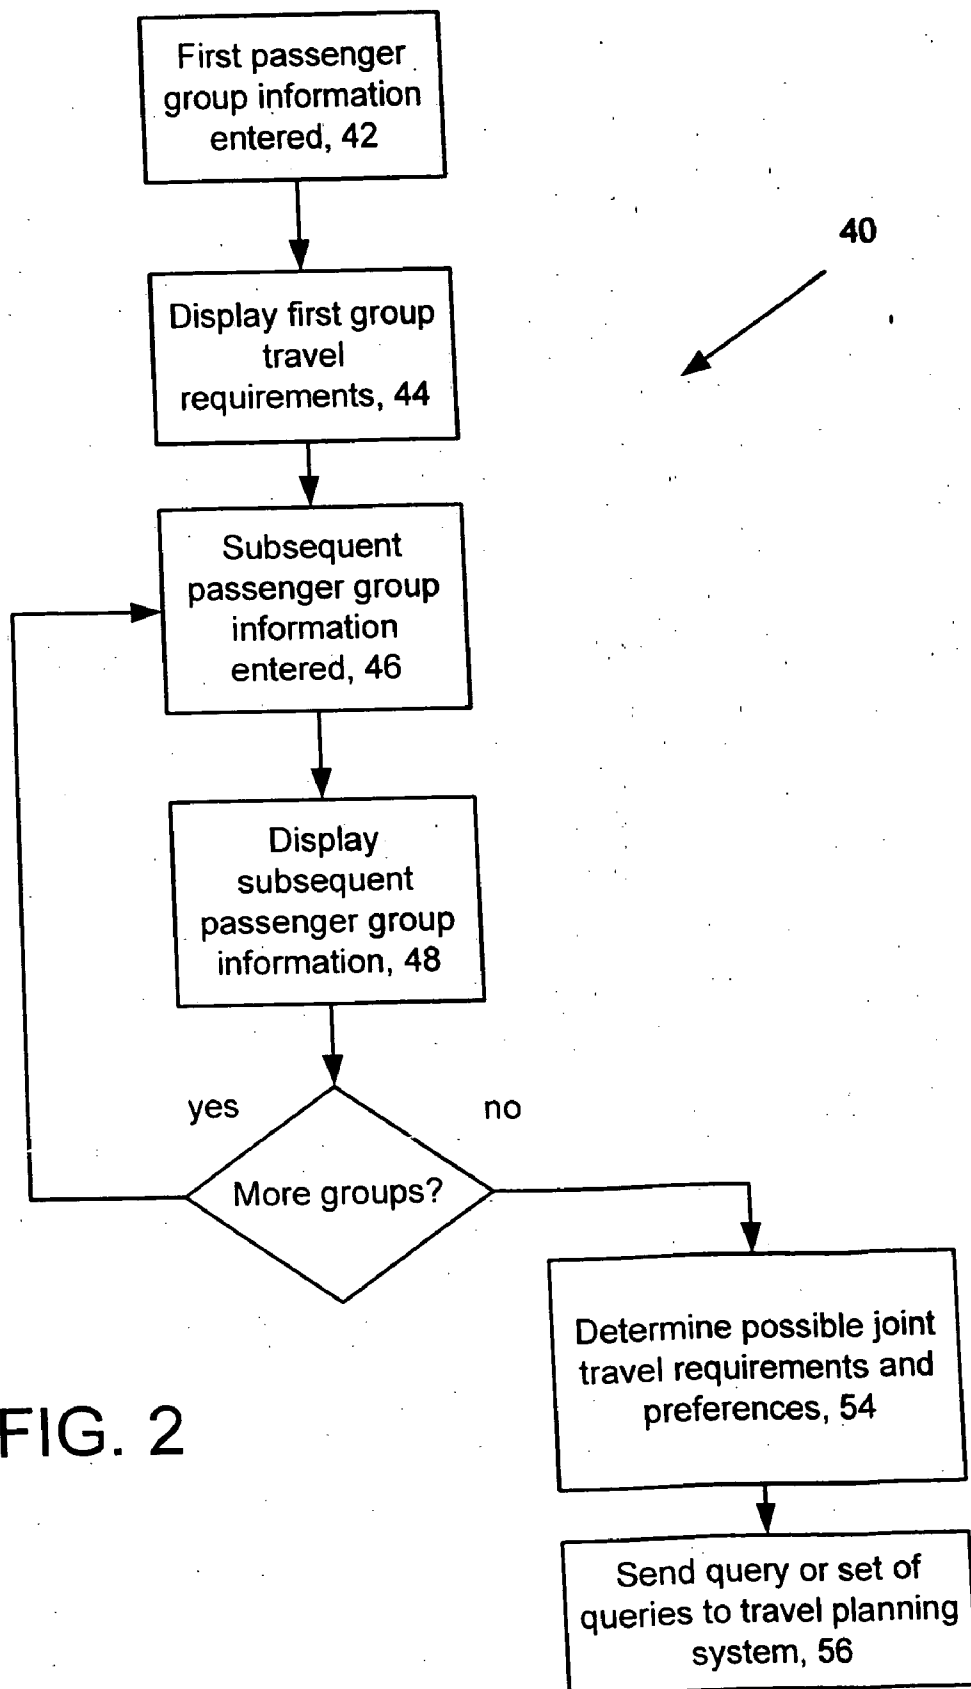 First passenger
group information
entered, 42
40
Display first group
travel
requirements, 44
Subsequent
passenger group
information
entered, 46
Display
subsequent
passenger group
information, 48
yes
no
More groups?
Determine possible joint
travel requirements and
preferences, 54
FIG. 2
Send query or set of
queries to travel planning
system, 56